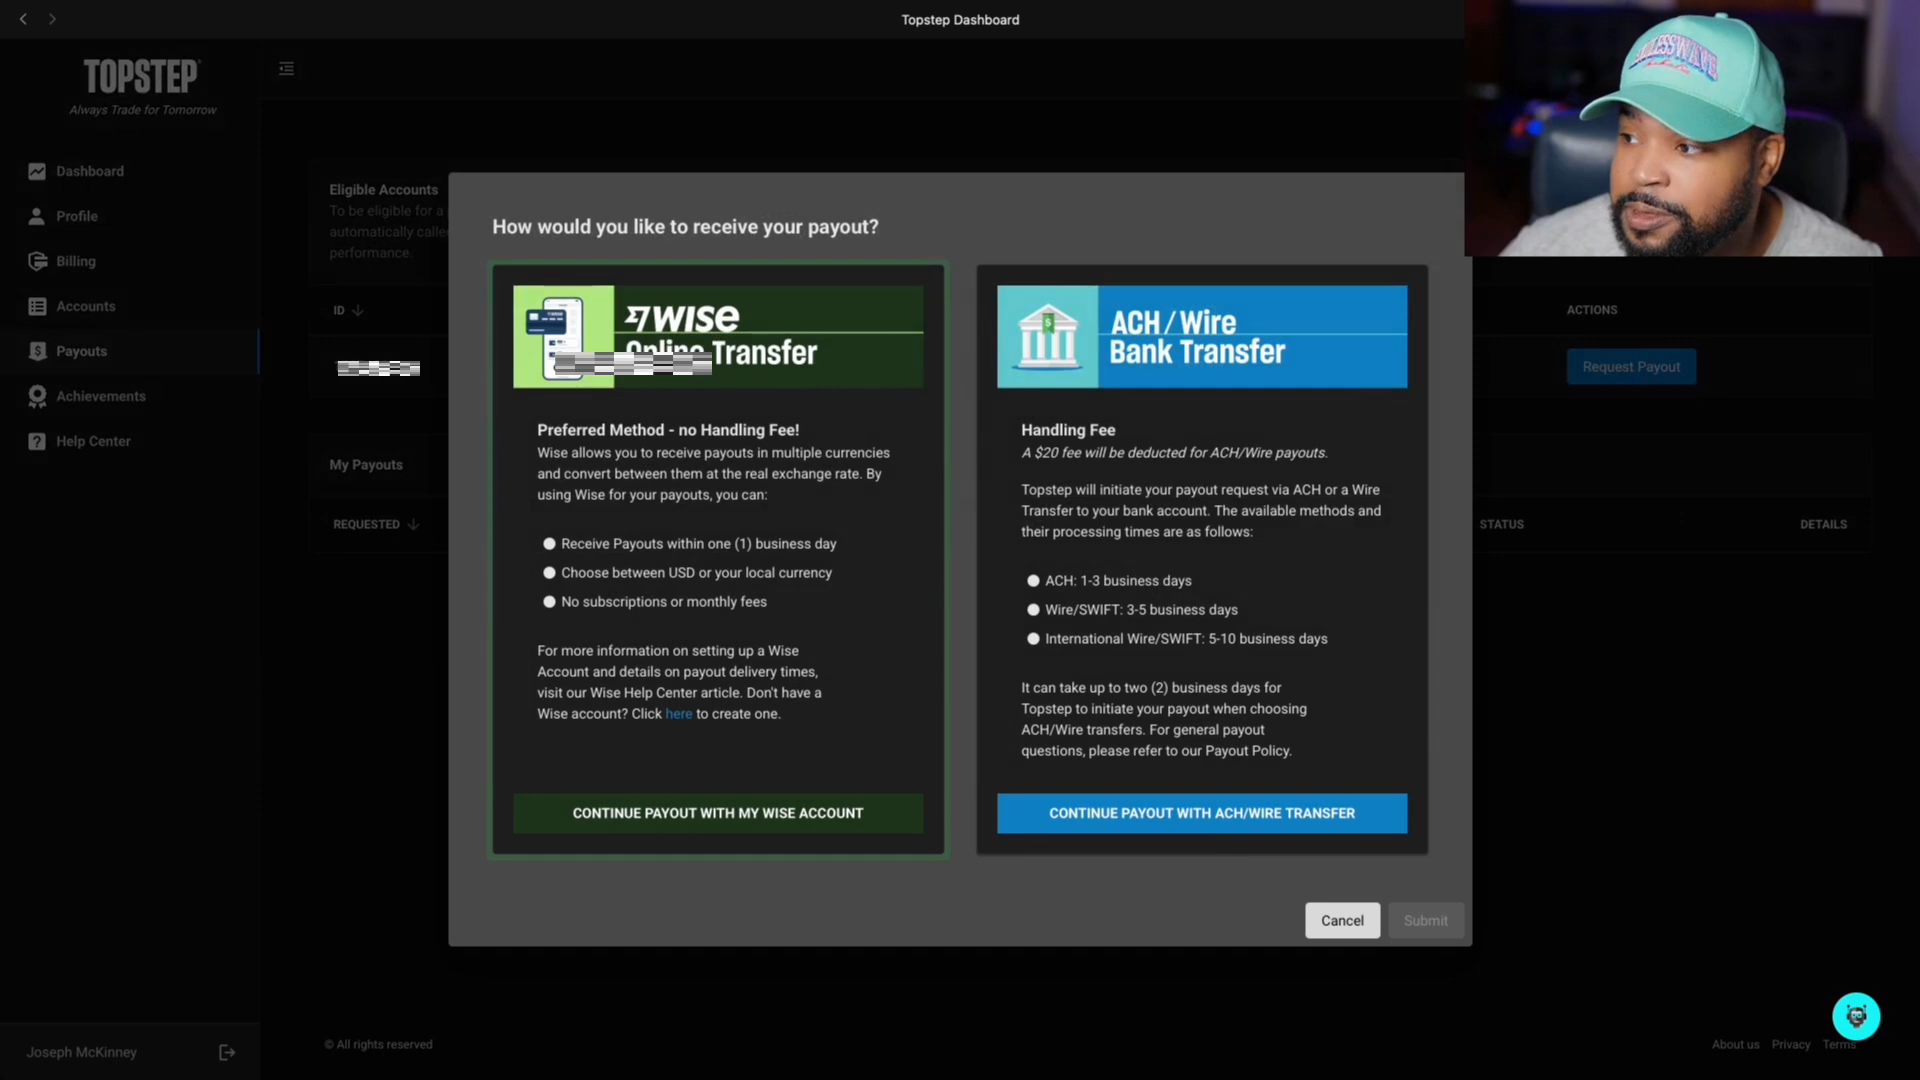 Topstep Dashboard
TOPSTEP
Always Trade for Tomorrow
Dashboard
Profile
Billing
Accounts
Payouts
Achievements
Help Center
Joseph McKinney
Eligible Accounts
To be eligible for a
automatically calle
performance.
ID
ACTIONS
Request Payout
My Payouts
REQUESTED
STATUS
DETAILS
How would you like to receive your payout?
WISE
Online Transfer
Preferred Method - no Handling Fee!
Wise allows you to receive payouts in multiple currencies
and convert between them at the real exchange rate. By
using Wise for your payouts, you can:
Receive Payouts within one (1) business day
Choose between USD or your local currency
No subscriptions or monthly fees
For more information on setting up a Wise
Account and details on payout delivery times,
visit our Wise Help Center article. Don't have a
Wise account? Click here to create one.
CONTINUE PAYOUT WITH MY WISE ACCOUNT
ACH / Wire
Bank Transfer
Handling Fee
A $20 fee will be deducted for ACH/Wire payouts.
Topstep will initiate your payout request via ACH or a Wire
Transfer to your bank account. The available methods and
their processing times are as follows:
ACH: 1-3 business days
Wire/SWIFT: 3-5 business days
International Wire/SWIFT: 5-10 business days
It can take up to two (2) business days for
Topstep to initiate your payout when choosing
ACH/Wire transfers. For general payout
questions, please refer to our Payout Policy.
CONTINUE PAYOUT WITH ACH/WIRE TRANSFER
Cancel
Submit
© All rights reserved
About us
Privacy
Terms